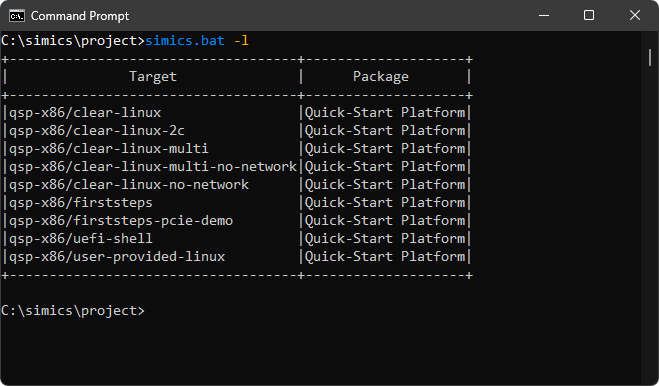 Command Prompt
C:\simics\project>simics.bat -l
+------------------------------------+--------------------+
|               Target               |      Package       |
+------------------------------------+--------------------+
|qsp-x86/clear-linux                 |Quick-Start Platform|
|qsp-x86/clear-linux-2c              |Quick-Start Platform|
|qsp-x86/clear-linux-multi           |Quick-Start Platform|
|qsp-x86/clear-linux-multi-no-network|Quick-Start Platform|
|qsp-x86/clear-linux-no-network      |Quick-Start Platform|
|qsp-x86/firststeps                  |Quick-Start Platform|
|qsp-x86/firststeps-pcie-demo        |Quick-Start Platform|
|qsp-x86/uefi-shell                  |Quick-Start Platform|
|qsp-x86/user-provided-linux         |Quick-Start Platform|
+------------------------------------+--------------------+
C:\simics\project>